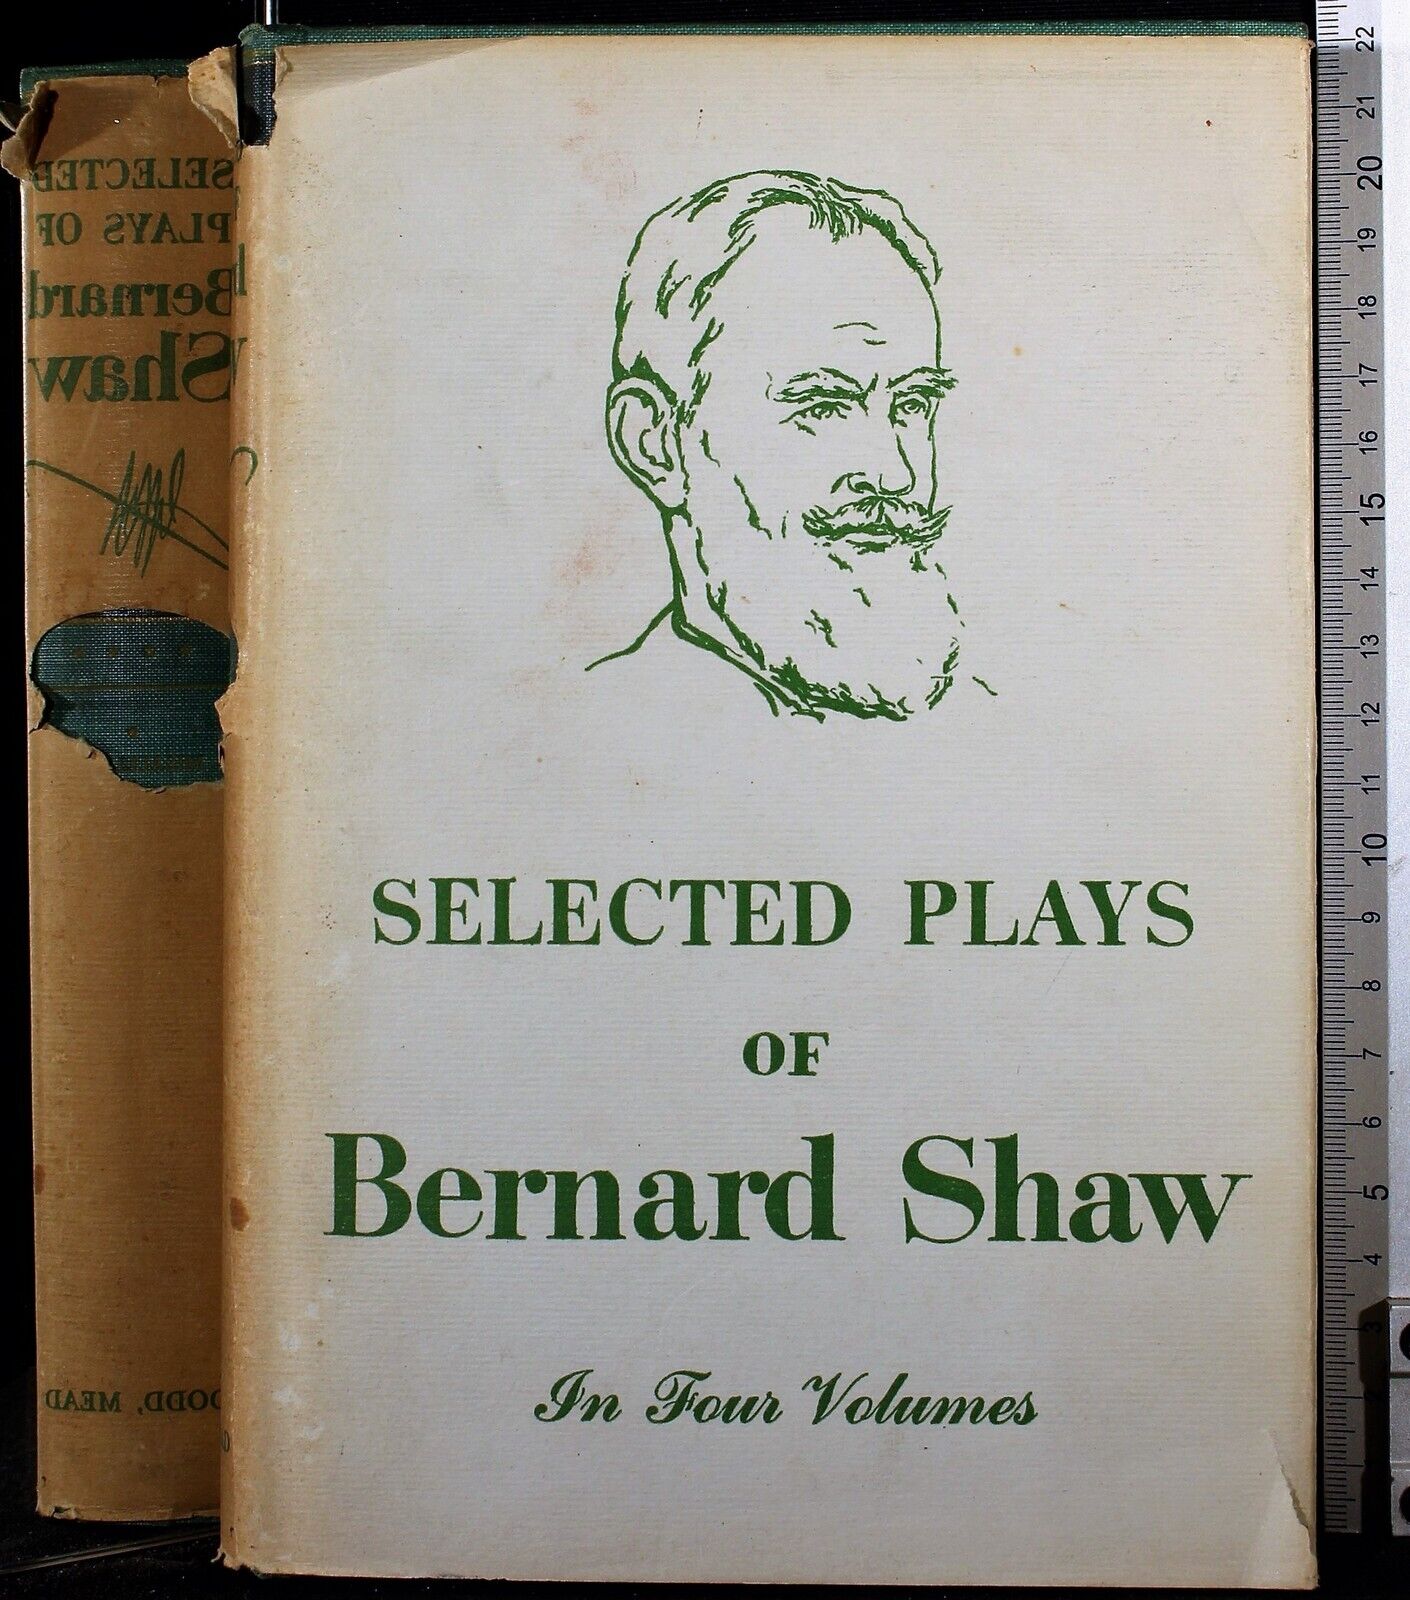 SELECTED PLAYS
OF
Bernard Shaw
In Four Volumes
SELECTED
PLAYS OF
Bernard
Shaw
DODD, MEAD
22
21
20
19
18
17
16
15
14
13
12
11
10
9
8
7
6
5
4
3